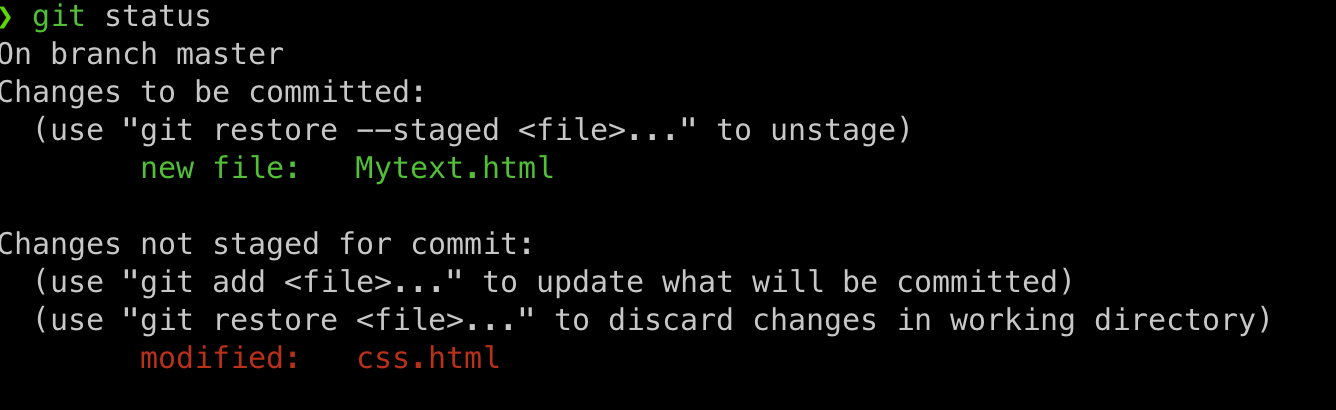 ❯ git status
On branch master
Changes to be committed:
  (use "git restore --staged <file>..." to unstage)
        new file:   Mytext.html

Changes not staged for commit:
  (use "git add <file>..." to update what will be committed)
  (use "git restore <file>..." to discard changes in working directory)
        modified:   css.html